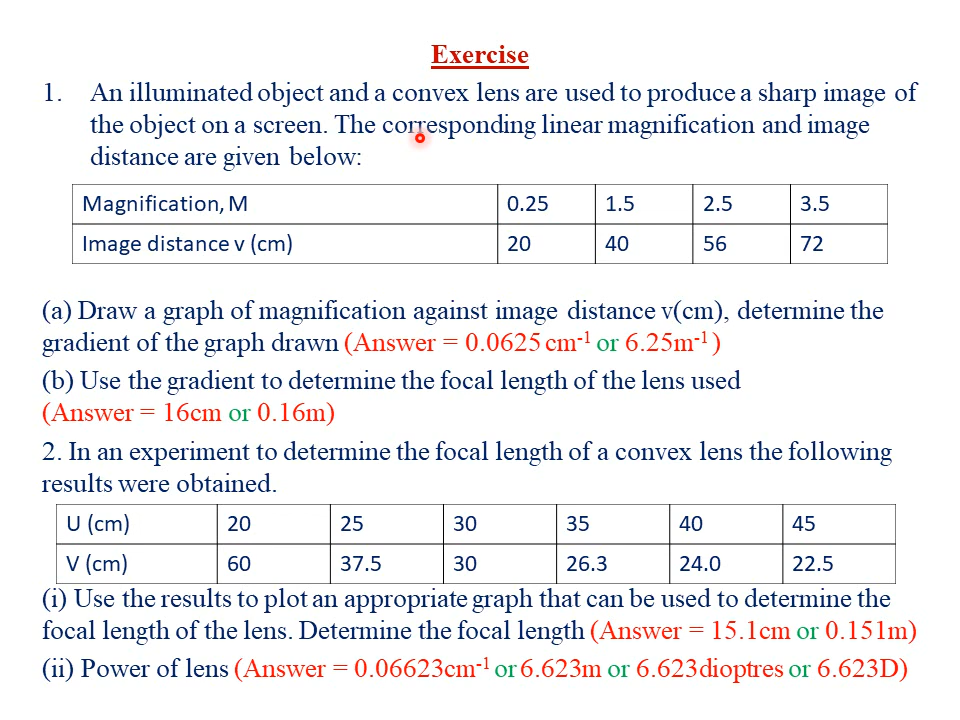 Exercise
1. An illuminated object and a convex lens are used to produce a sharp image of
the object on a screen. The corresponding linear magnification and image
distance are given below:
Magnification, M 0.25 1.5 2.5 3.5
Image distance v (cm) 20 40 56 72
(a) Draw a graph of magnification against image distance v(cm), determine the
gradient of the graph drawn (Answer = 0.0625 cm⁻¹ or 6.25m⁻¹ )
(b) Use the gradient to determine the focal length of the lens used
(Answer = 16cm or 0.16m)
2. In an experiment to determine the focal length of a convex lens the following
results were obtained.
U (cm) 20 25 30 35 40 45
V (cm) 60 37.5 30 26.3 24.0 22.5
(i) Use the results to plot an appropriate graph that can be used to determine the
focal length of the lens. Determine the focal length (Answer = 15.1cm or 0.151m)
(ii) Power of lens (Answer = 0.06623cm⁻¹ or 6.623m or 6.623dioptres or 6.623D)